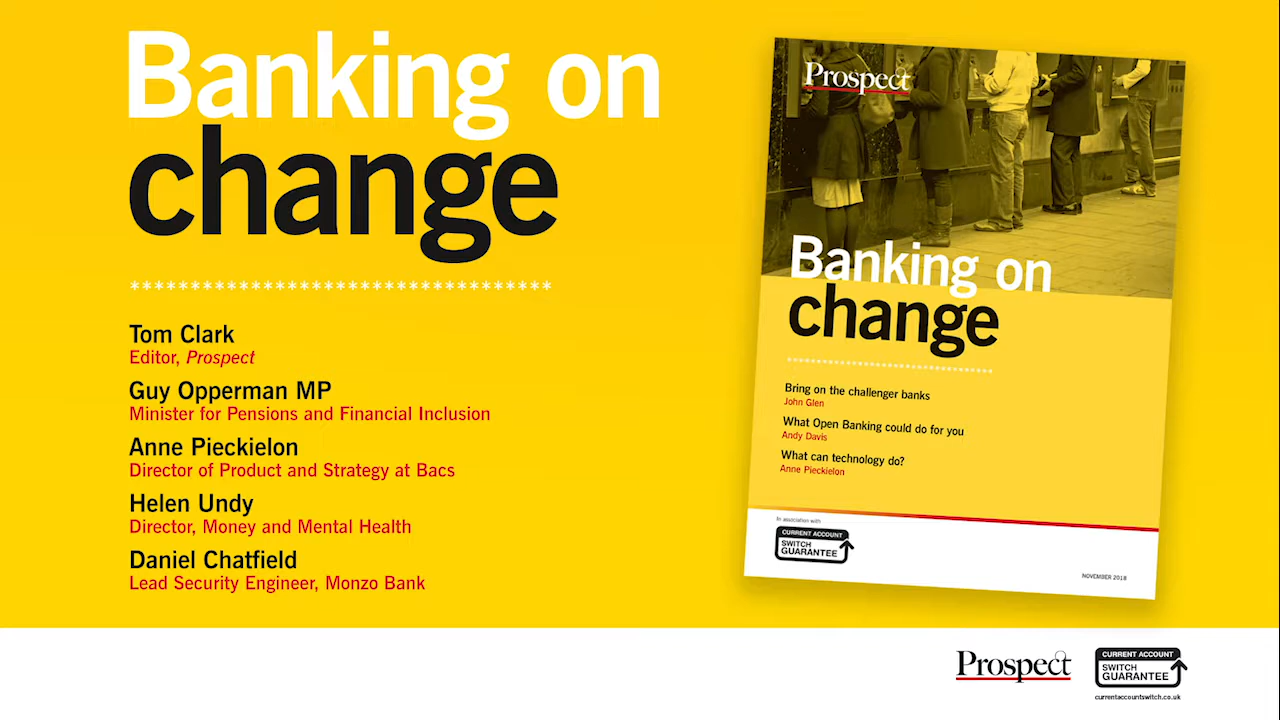 Banking on
change
***********************************
Tom Clark
Editor, Prospect
Guy Opperman MP
Minister for Pensions and Financial Inclusion
Anne Pieckielon
Director of Product and Strategy at Bacs
Helen Undy
Director, Money and Mental Health
Daniel Chatfield
Lead Security Engineer, Monzo Bank
Prospect
Banking on
change
Bring on the challenger banks
John Glen
What Open Banking could do for you
Andy Davis
What can technology do?
Anne Pieckielon
In association with
CURRENT ACCOUNT
SWITCH
GUARANTEE
NOVEMBER 2018
Prospect
CURRENT ACCOUNT
SWITCH
GUARANTEE
currentaccountswitch.co.uk